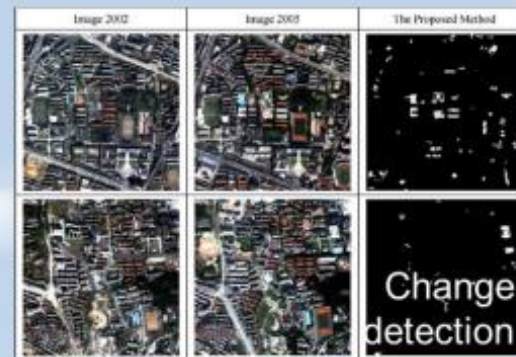 Image 2002
Image 2005
The Proposed Method
Change
detection